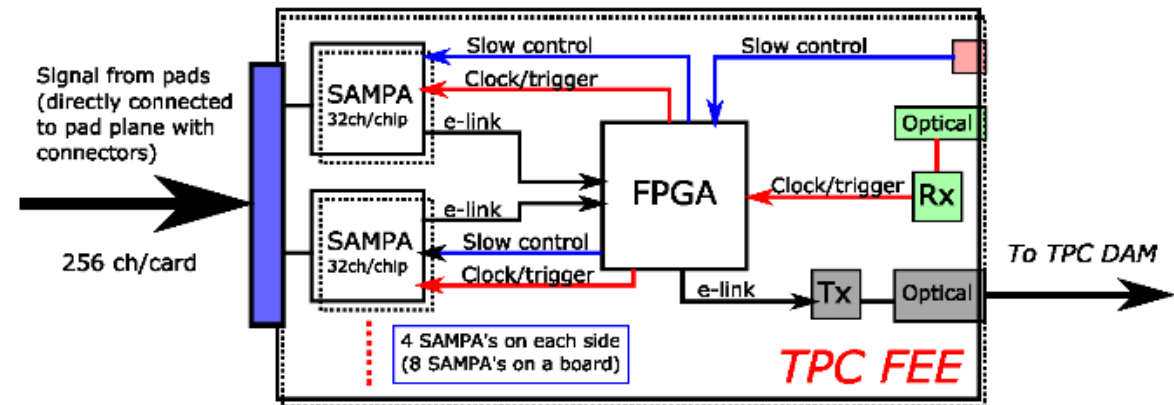 Signal from pads
(directly connected
to pad plane with
connectors)
256 ch/card
SAMPA
32ch/chip
Slow control
Clock/trigger
e-link
SAMPA
32ch/chip
e-link
Slow control
Clock/trigger
4 SAMPA's on each side
(8 SAMPA's on a board)
FPGA
Slow control
Optical
Clock/trigger
Rx
e-link
Tx
Optical
To TPC DAM
TPC FEE